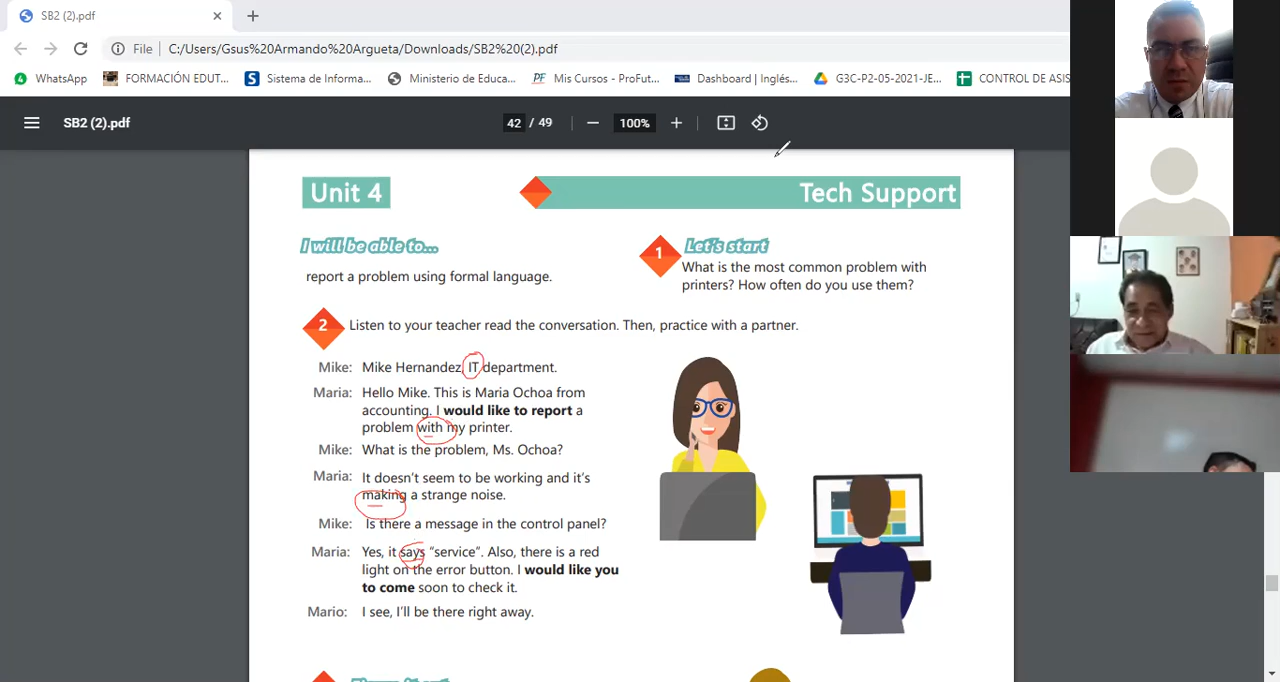 SB2 (2).pdf
File
C:/Users/Gsus%20Armando%20Argueta/Downloads/SB2%20(2).pdf
WhatsApp
FORMACIÓN EDUT...
Sistema de Informa...
Ministerio de Educa...
Mis Cursos - ProFut...
Dashboard | Inglés...
G3C-P2-05-2021-JE...
CONTROL DE ASIS
SB2 (2).pdf
42 / 49
100%
Unit 4
Tech Support
I will be able to...
report a problem using formal language.
1
Let's start
What is the most common problem with
printers? How often do you use them?
2
Listen to your teacher read the conversation. Then, practice with a partner.
Mike: Mike Hernandez, IT department.
Maria: Hello Mike. This is Maria Ochoa from
accounting. I would like to report a
problem with my printer.
Mike: What is the problem, Ms. Ochoa?
Maria: It doesn't seem to be working and it's
making a strange noise.
Mike: Is there a message in the control panel?
Maria: Yes, it says "service". Also, there is a red
light on the error button. I would like you
to come soon to check it.
Mario: I see, I'll be there right away.